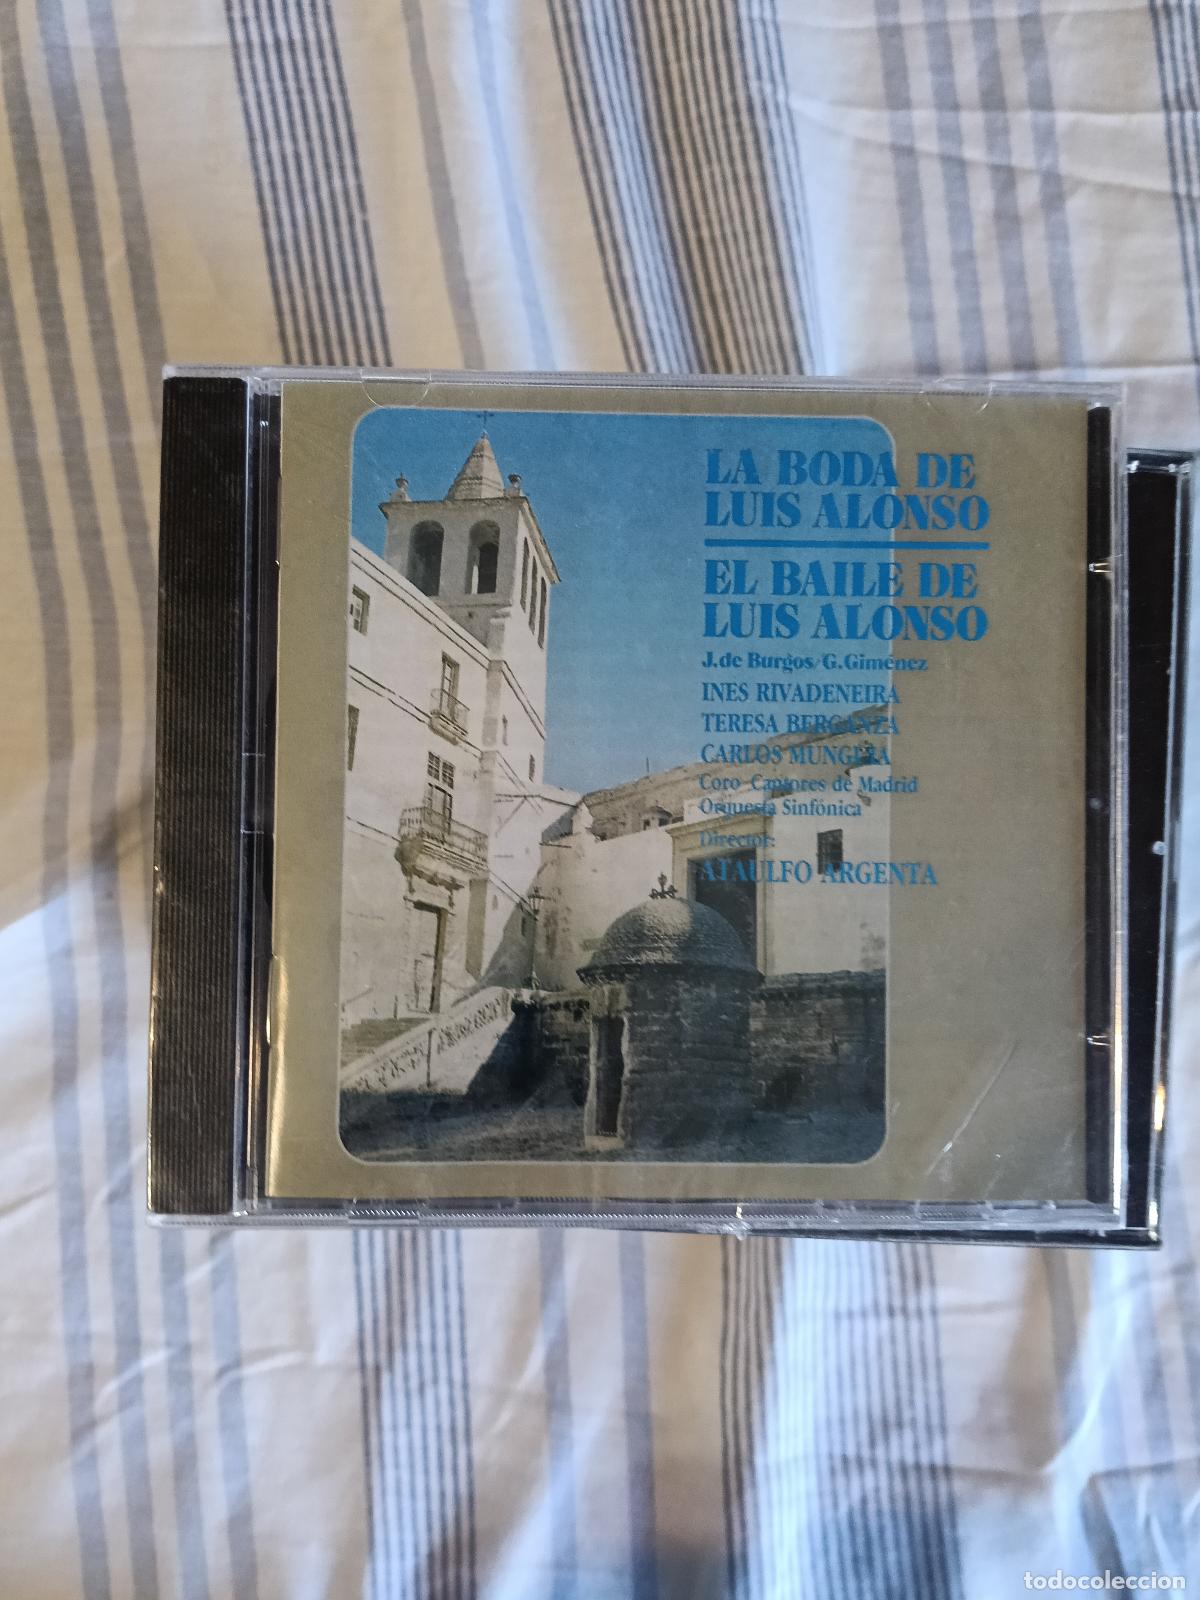 LA BODA DE
LUIS ALONSO
EL BAILE DE
LUIS ALONSO
J. de Burgos/G. Giménez
INES RIVADENEIRA
TERESA BERGANZA
CARLOS MUNGUIA
Coro Cantores de Madrid
Orquesta Sinfónica
Director:
ATAULFO ARGENTA
todocoleccion